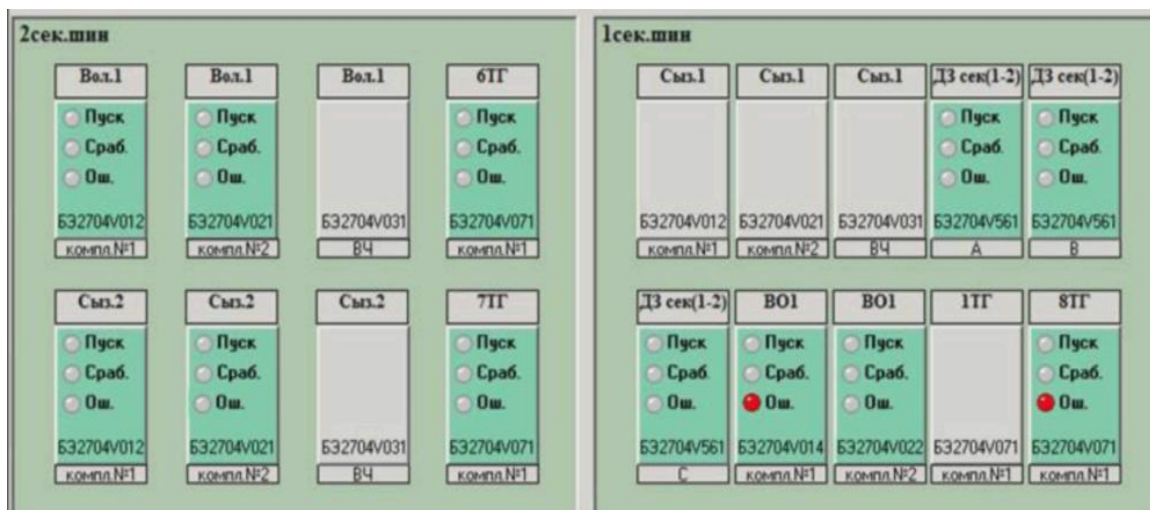 2сек.шин
Вол.1 Вол.1 Вол.1 6ТГ
Пуск Пуск Пуск
Сраб. Сраб. Сраб.
Ош. Ош. Ош.
БЭ2704V012 БЭ2704V021 БЭ2704V031 БЭ2704V071
компл.№1 компл.№2 ВЧ компл.№1
Сыз.2 Сыз.2 Сыз.2 7ТГ
Пуск Пуск Пуск
Сраб. Сраб. Сраб.
Ош. Ош. Ош.
БЭ2704V012 БЭ2704V021 БЭ2704V031 БЭ2704V071
компл.№1 компл.№2 ВЧ компл.№1
1сек.шин
Сыз.1 Сыз.1 Сыз.1 ДЗ сек(1-2) ДЗ сек(1-2)
Пуск Пуск
Сраб. Сраб.
Ош. Ош.
БЭ2704V012 БЭ2704V021 БЭ2704V031 БЭ2704V561 БЭ2704V561
компл.№1 компл.№2 ВЧ А В
ДЗ сек(1-2) ВО1 ВО1 1ТГ 8ТГ
Пуск Пуск Пуск Пуск
Сраб. Сраб. Сраб. Сраб.
Ош. Ош. Ош. Ош.
БЭ2704V561 БЭ2704V014 БЭ2704V022 БЭ2704V071 БЭ2704V071
С компл.№1 компл.№2 компл.№1 компл.№1